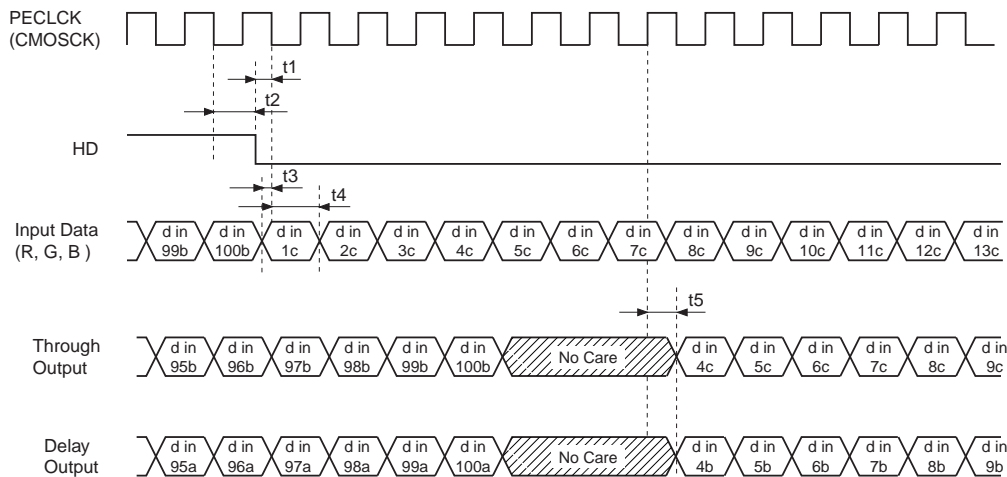 PECLCK
(CMOSCK)
t1
t2
HD
t3
t4
Input Data
(R, G, B )
d in 99b
d in 100b
d in 1c
d in 2c
d in 3c
d in 4c
d in 5c
d in 6c
d in 7c
d in 8c
d in 9c
d in 10c
d in 11c
d in 12c
d in 13c
t5
Through
Output
d in 95b
d in 96b
d in 97b
d in 98b
d in 99b
d in 100b
No Care
d in 4c
d in 5c
d in 6c
d in 7c
d in 8c
d in 9c
Delay
Output
d in 95a
d in 96a
d in 97a
d in 98a
d in 99a
d in 100a
No Care
d in 4b
d in 5b
d in 6b
d in 7b
d in 8b
d in 9b